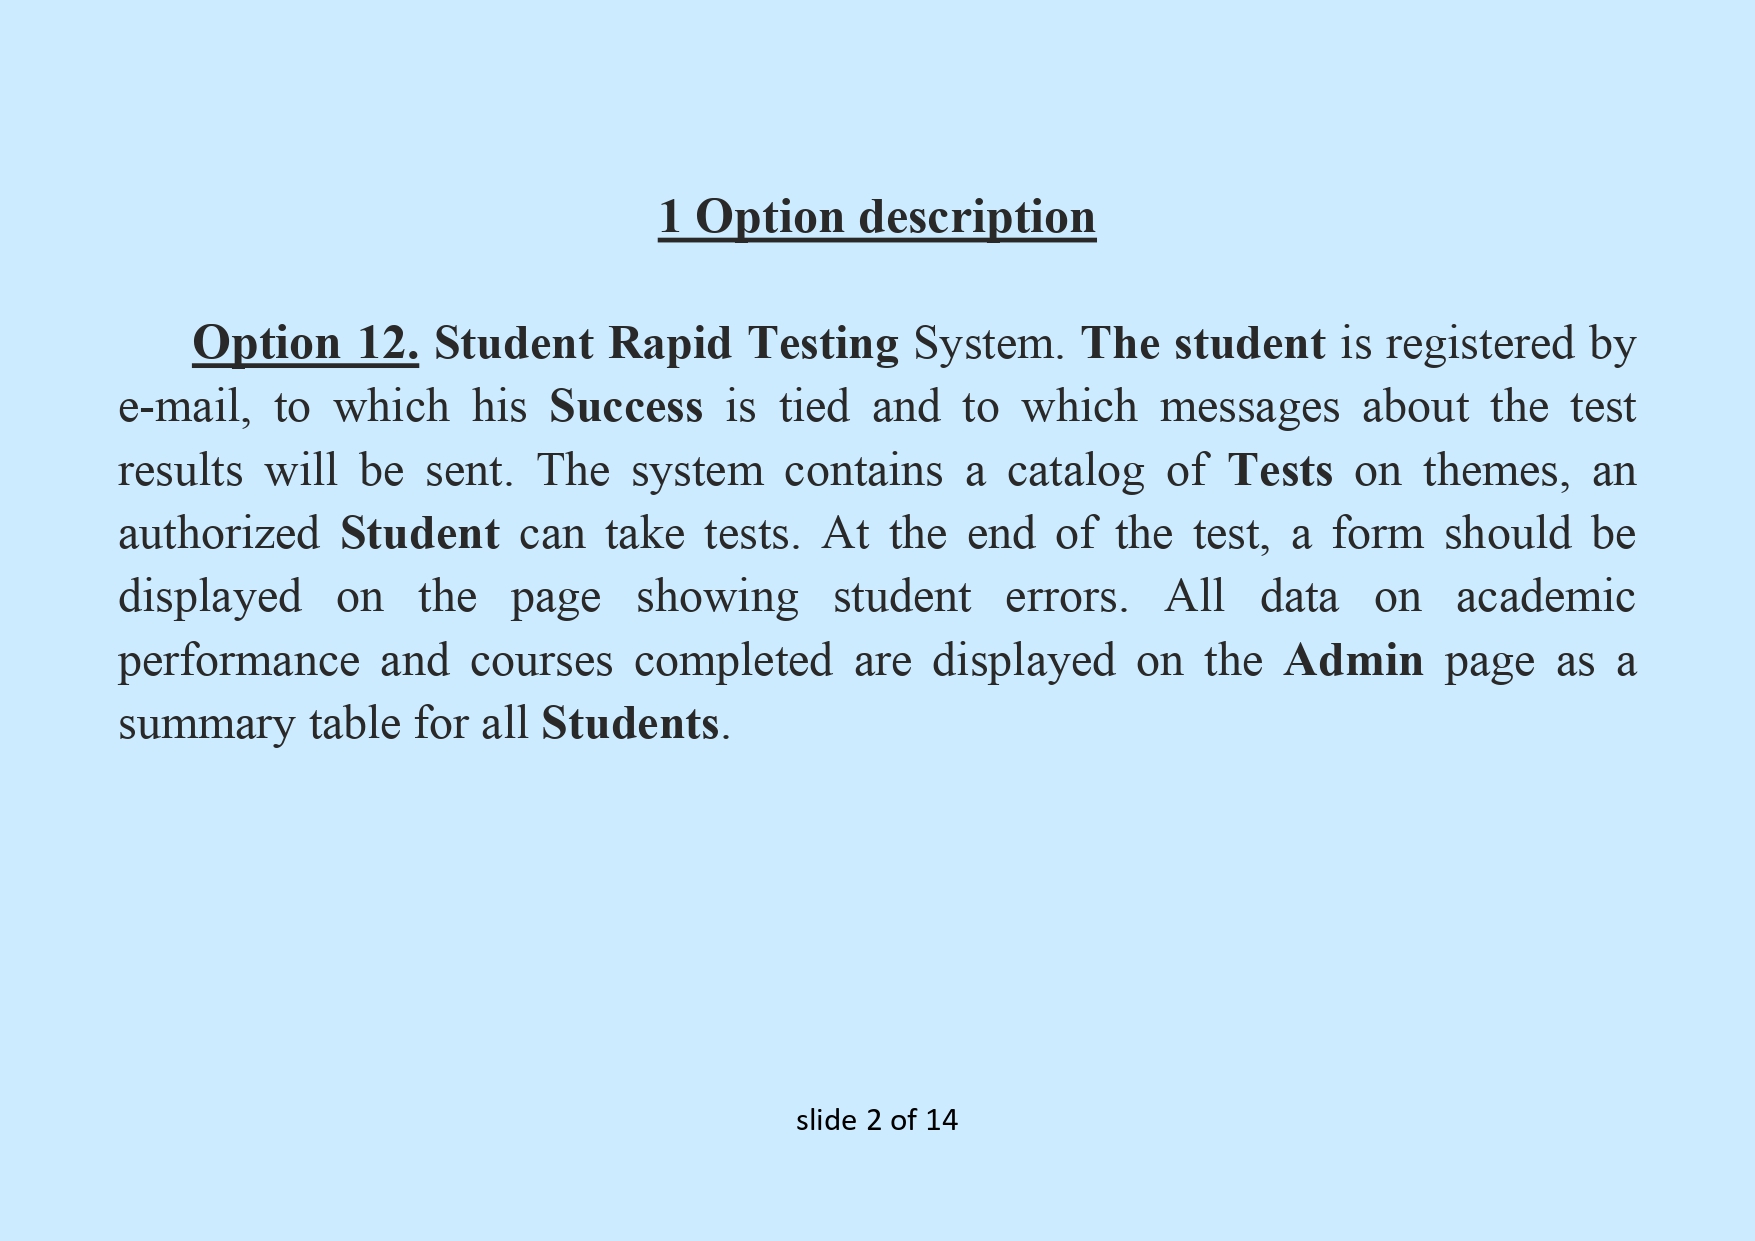 1 Option description
Option 12. Student Rapid Testing System. The student is registered by
e-mail, to which his Success is tied and to which messages about the test
results will be sent. The system contains a catalog of Tests on themes, an
authorized Student can take tests. At the end of the test, a form should be
displayed on the page showing student errors. All data on academic
performance and courses completed are displayed on the Admin page as a
summary table for all Students.
slide 2 of 14